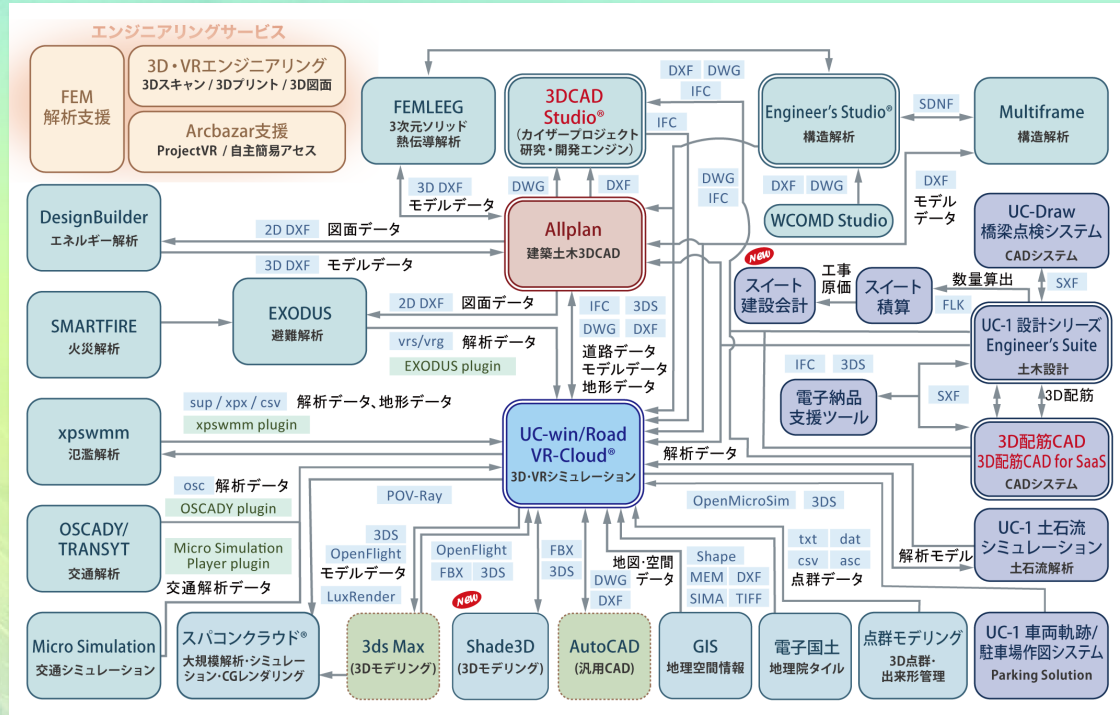 エンジニアリングサービス
FEM
解析支援
3D・VRエンジニアリング
3Dスキャン / 3Dプリント / 3D図面
Arcbazar支援
ProjectVR / 自主簡易アセス
FEMLEEG
3次元ソリッド
熱伝導解析
3DCAD
Studio®
(カイザープロジェクト
研究・開発エンジン)
DXF DWG
IFC
IFC
Engineer's Studio®
構造解析
SDNF
Multiframe
構造解析
3D DXF
モデルデータ
DWG
DXF
DWG
IFC
DXF DWG
WCOMD Studio
DXF
モデル
データ
DesignBuilder
エネルギー解析
2D DXF 図面データ
3D DXF モデルデータ
Allplan
建築土木3DCAD
UC-Draw
橋梁点検システム
CADシステム
SXF
New
スイート
建設会計
工事
原価
スイート
積算
数量算出
FLK
UC-1 設計シリーズ
Engineer's Suite
土木設計
SMARTFIRE
火災解析
EXODUS
避難解析
2D DXF 図面データ
vrs/vrg 解析データ
EXODUS plugin
IFC 3DS
DWG DXF
道路データ
モデルデータ
地形データ
IFC 3DS
電子納品
支援ツール
SXF
3D配筋
3D配筋CAD
3D配筋CAD for SaaS
CADシステム
xpswmm
氾濫解析
sup / xpx / csv 解析データ、地形データ
xpswmm plugin
UC-win/Road
VR-Cloud®
3D・VRシミュレーション
解析データ
OSCADY/
TRANSYT
交通解析
osc 解析データ
OSCADY plugin
Micro Simulation
Player plugin
交通解析データ
POV-Ray
OpenMicroSim 3DS
解析モデル
UC-1 土石流
シミュレーション
土石流解析
3DS
OpenFlight
モデルデータ
LuxRender
OpenFlight
FBX 3DS
FBX
3DS
DWG
DXF
地図・空間
データ
Shape
MEM DXF
SIMA TIFF
txt dat
csv asc
点群データ
Micro Simulation
交通シミュレーション
スパコンクラウド®
大規模解析・シミュレー
ション・CGレンダリング
3ds Max
(3Dモデリング)
New
Shade3D
(3Dモデリング)
AutoCAD
(汎用CAD)
GIS
地理空間情報
電子国土
地理院タイル
点群モデリング
3D点群・
出来形管理
UC-1 車両軌跡/
駐車場作図システム
Parking Solution